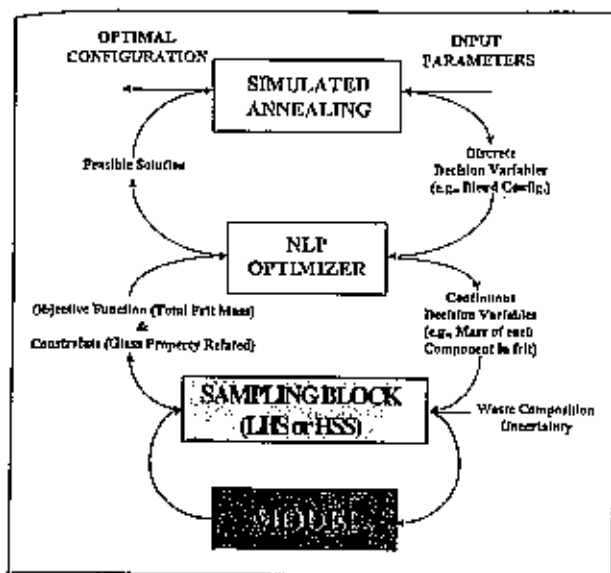 OPTIMAL
CONFIGURATION
INPUT
PARAMETERS
SIMULATED
ANNEALING
Feasible Solution
Discrete
Decision Variables
(e.g., Blend Config.)
NLP
OPTIMIZER
Objective Function (Total Frit Mass)
&
Constraints (Glass Property Related)
Continuous
Decision Variables
(e.g., Mass of each
Component in frit)
SAMPLING BLOCK
(LHS or HSS)
Waste Composition
Uncertainty
MODEL